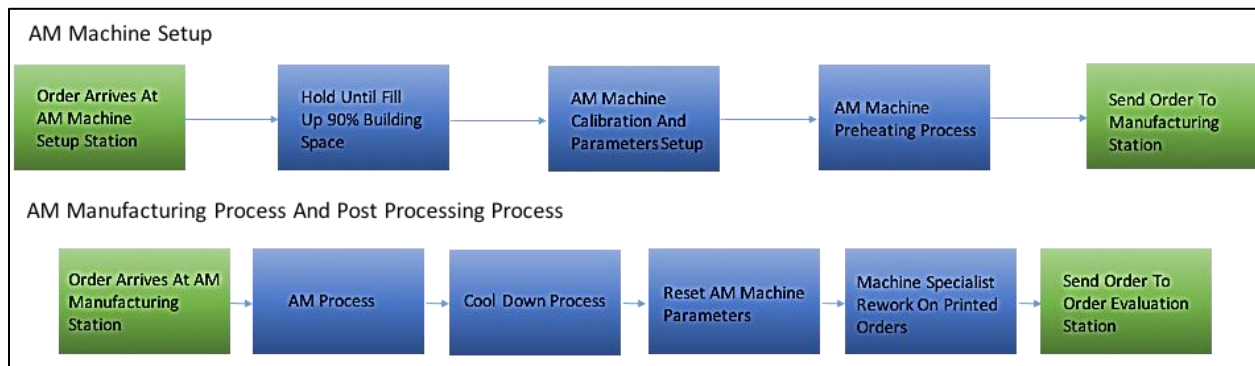 AM Machine Setup
Order Arrives At
AM Machine
Setup Station
Hold Until Fill
Up 90% Building
Space
AM Machine
Calibration And
Parameters Setup
AM Machine
Preheating Process
Send Order To
Manufacturing
Station
AM Manufacturing Process And Post Processing Process
Order Arrives At AM
Manufacturing
Station
AM Process
Cool Down Process
Reset AM Machine
Parameters
Machine Specialist
Rework On Printed
Orders
Send Order To
Order Evaluation
Station